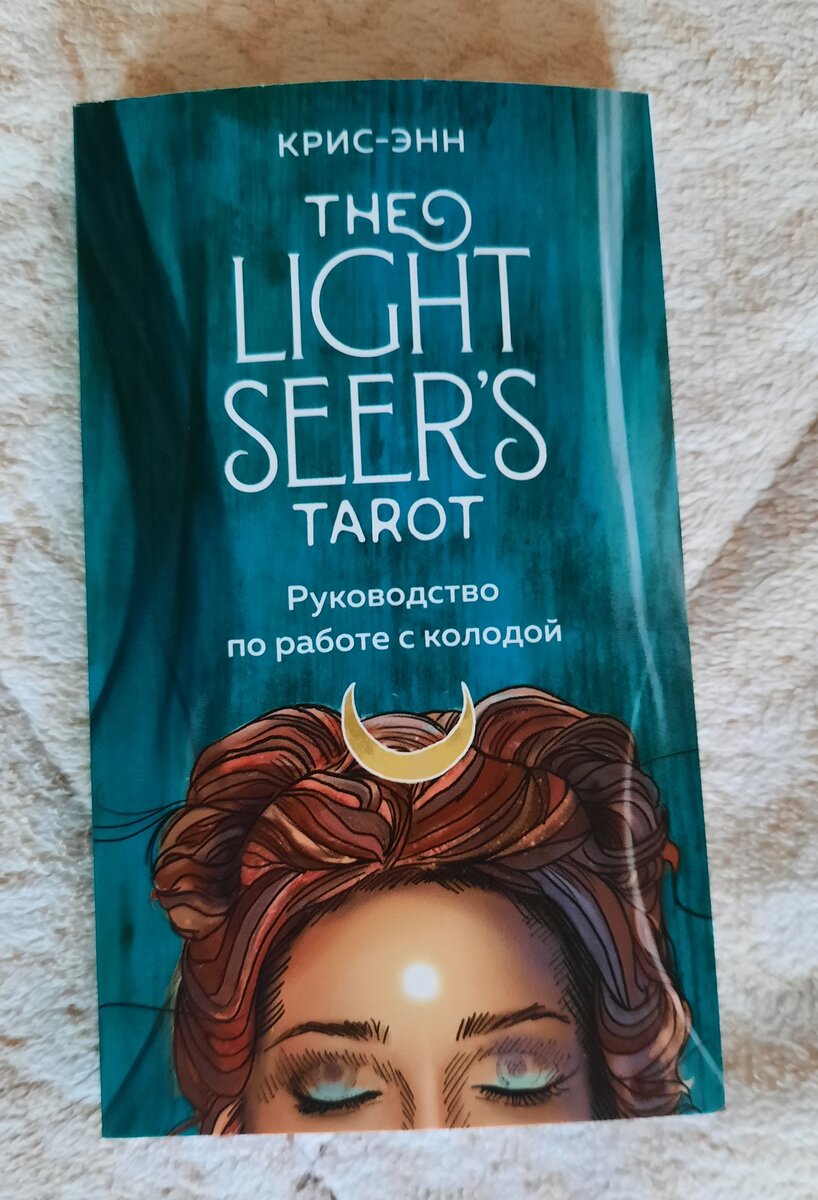 КРИС-ЭНН
THE
LIGHT
SEER'S
TAROT
Руководство
по работе с колодой